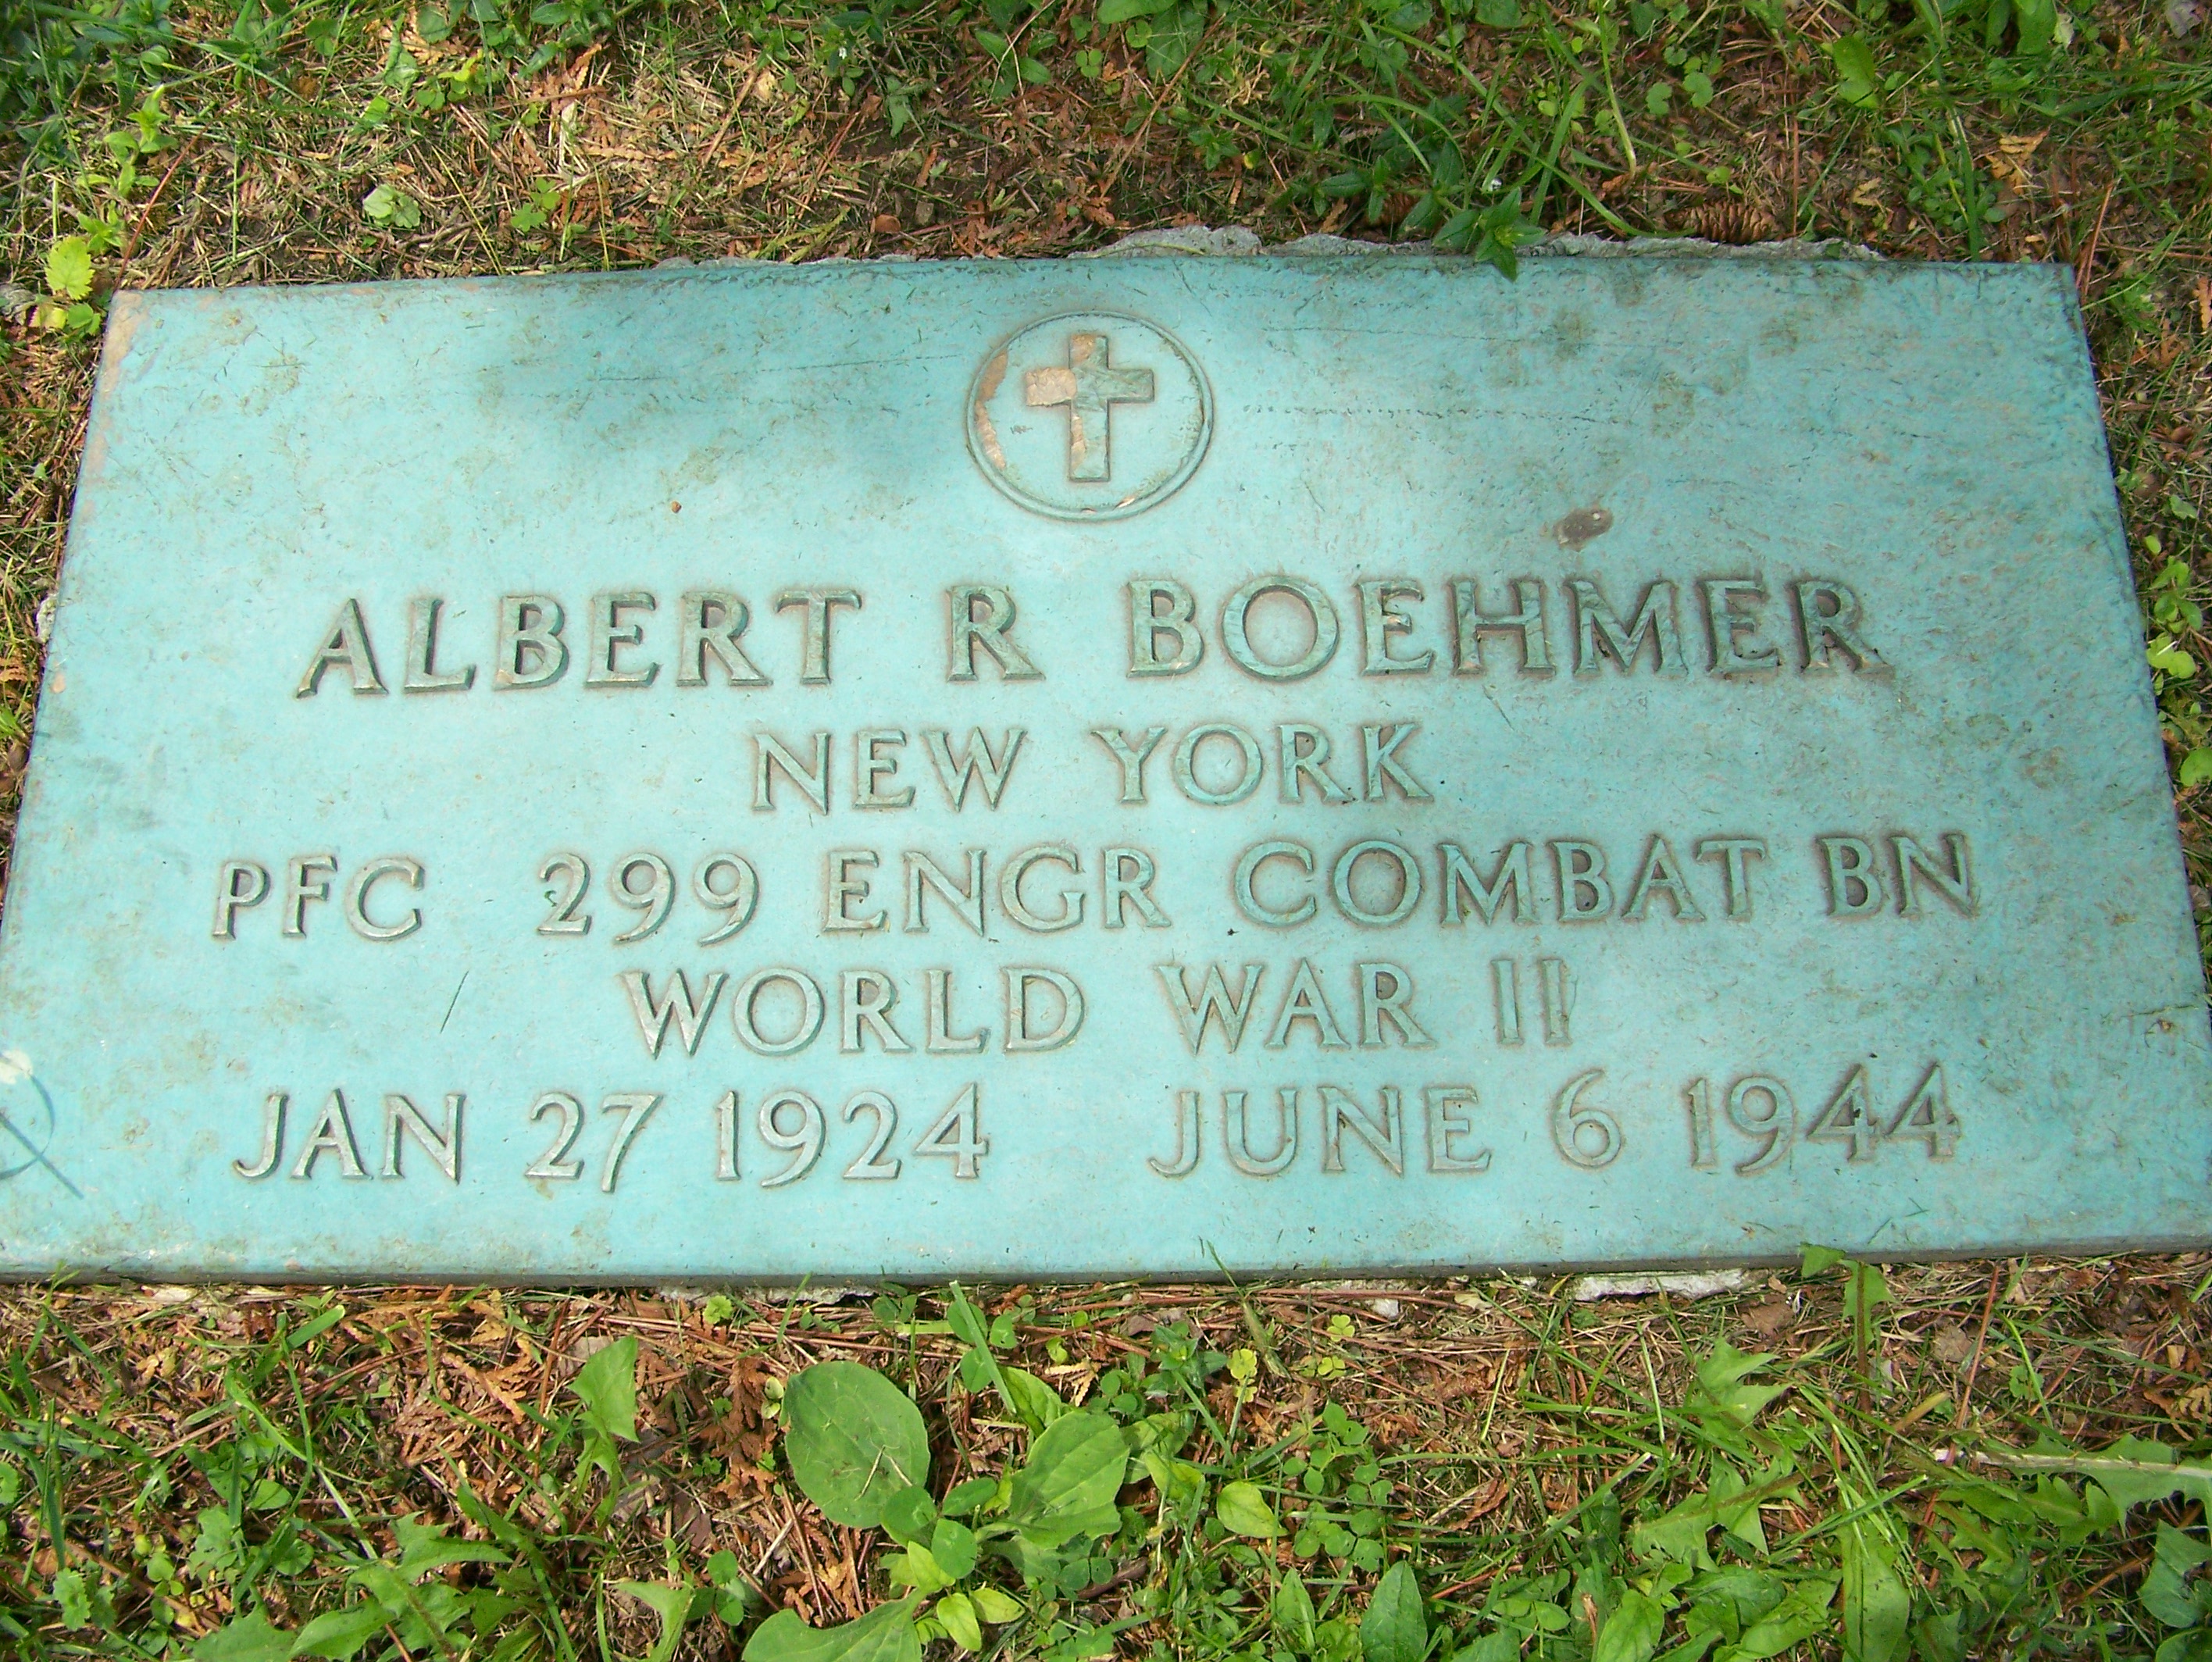 ALBERT R BOEHMER
NEW YORK
PFC 299 ENGR COMBAT BN
WORLD WAR II
JAN 27 1924 JUNE 6 1944